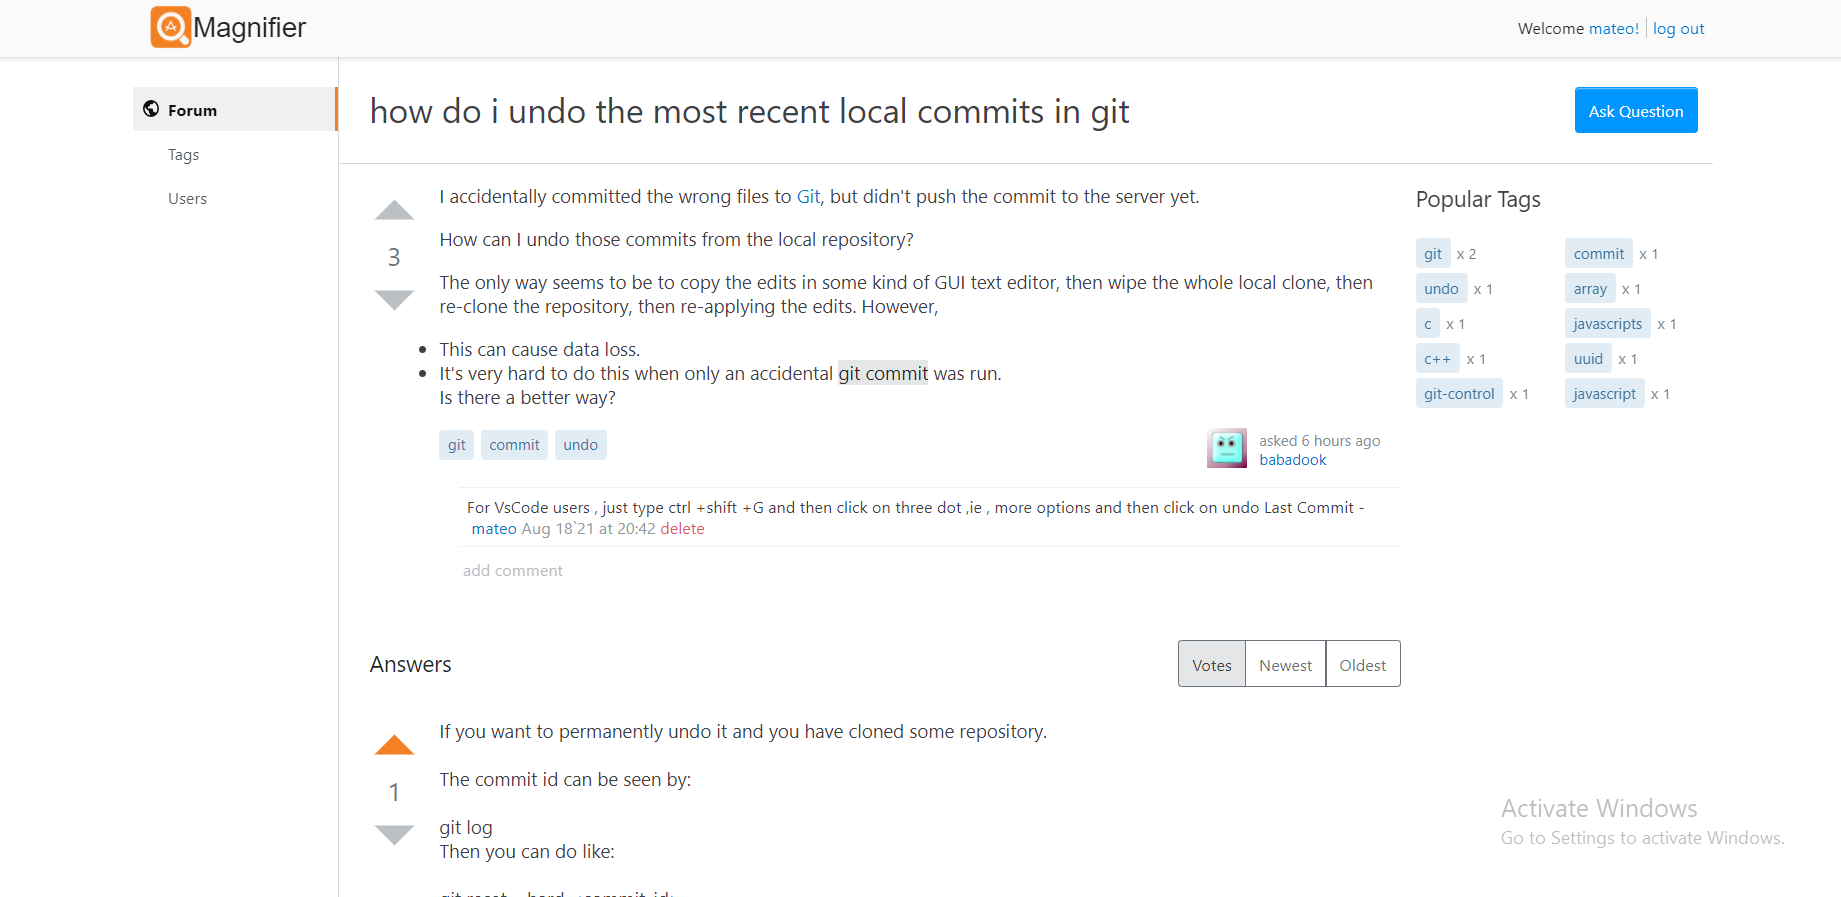 Magnifier
Welcome mateo! log out
Forum
Tags
Users
how do i undo the most recent local commits in git
Ask Question
3
I accidentally committed the wrong files to Git, but didn't push the commit to the server yet.
How can I undo those commits from the local repository?
The only way seems to be to copy the edits in some kind of GUI text editor, then wipe the whole local clone, then
re-clone the repository, then re-applying the edits. However,
This can cause data loss.
It's very hard to do this when only an accidental git commit was run.
Is there a better way?
git commit undo
asked 6 hours ago
babadook
For VsCode users , just type ctrl +shift +G and then click on three dot ,ie , more options and then click on undo Last Commit -
mateo Aug 18`21 at 20:42 delete
add comment
Popular Tags
git x 2 commit x 1
undo x 1 array x 1
c x 1 javascripts x 1
c++ x 1 uuid x 1
git-control x 1 javascript x 1
Answers
Votes Newest Oldest
1
If you want to permanently undo it and you have cloned some repository.
The commit id can be seen by:
git log
Then you can do like:
Activate Windows
Go to Settings to activate Windows.